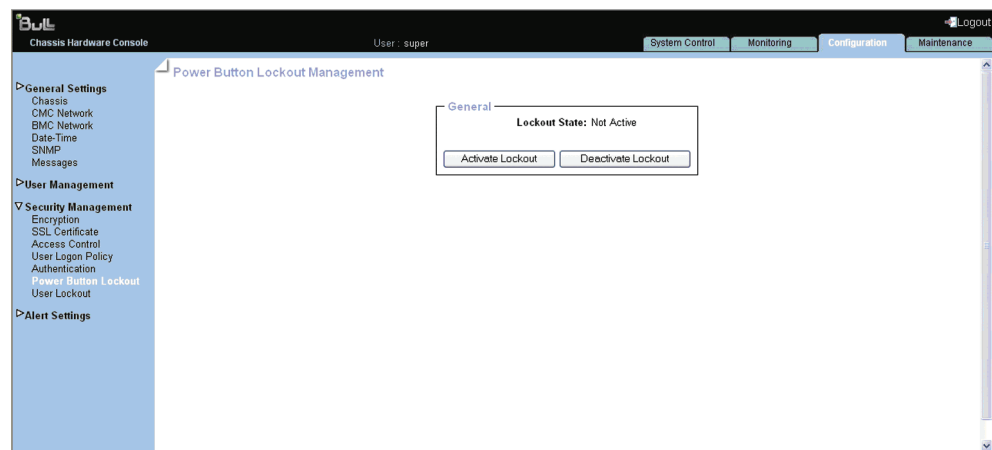 Bull
Logout
Chassis Hardware Console
User : super
System Control
Monitoring
Configuration
Maintenance
General Settings
Chassis
CMC Network
BMC Network
Date-Time
SNMP
Messages
User Management
Security Management
Encryption
SSL Certificate
Access Control
User Logon Policy
Authentication
Power Button Lockout
User Lockout
Alert Settings
Power Button Lockout Management
General
Lockout State: Not Active
Activate Lockout
Deactivate Lockout